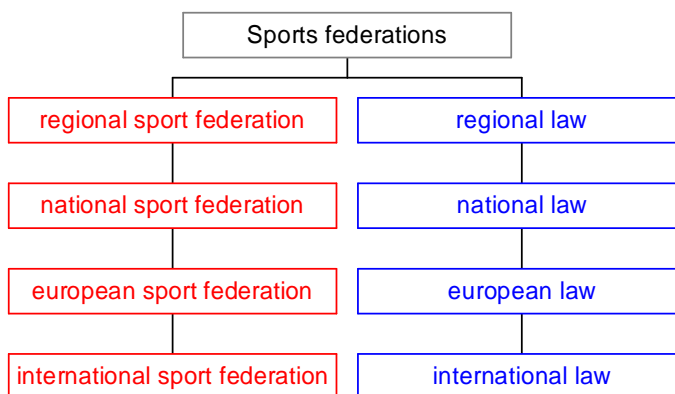 Sports federations
regional sport federation
regional law
national sport federation
national law
european sport federation
european law
international sport federation
international law